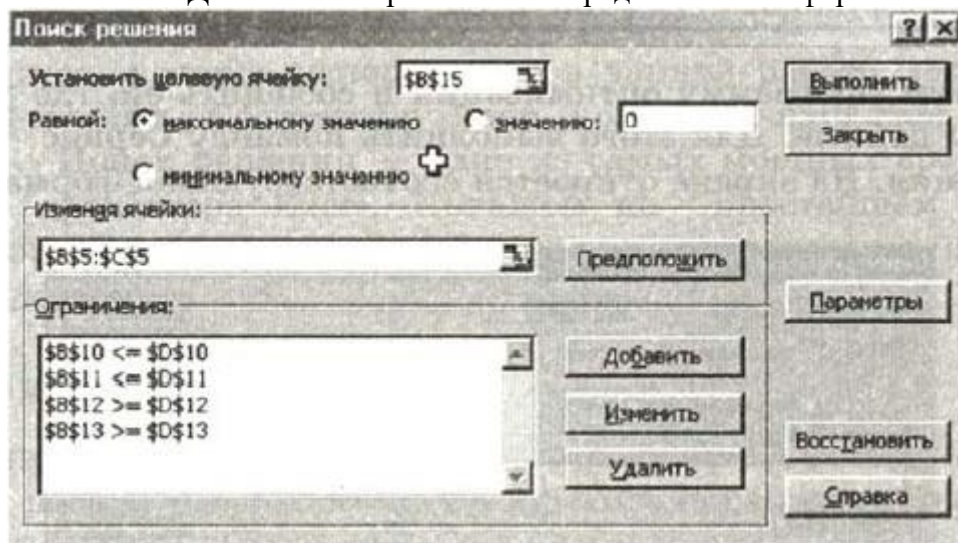 Поиск решения
Установить целевую ячейку: $B$15
Равной: максимальному значению значению: 0
минимальному значению
Изменяя ячейки:
$B$5:$C$5
Предположить
Ограничения:
$B$10 <= $D$10
$B$11 <= $D$11
$B$12 >= $D$12
$B$13 >= $D$13
Добавить
Изменить
Удалить
Выполнить
Закрыть
Параметры
Восстановить
Справка